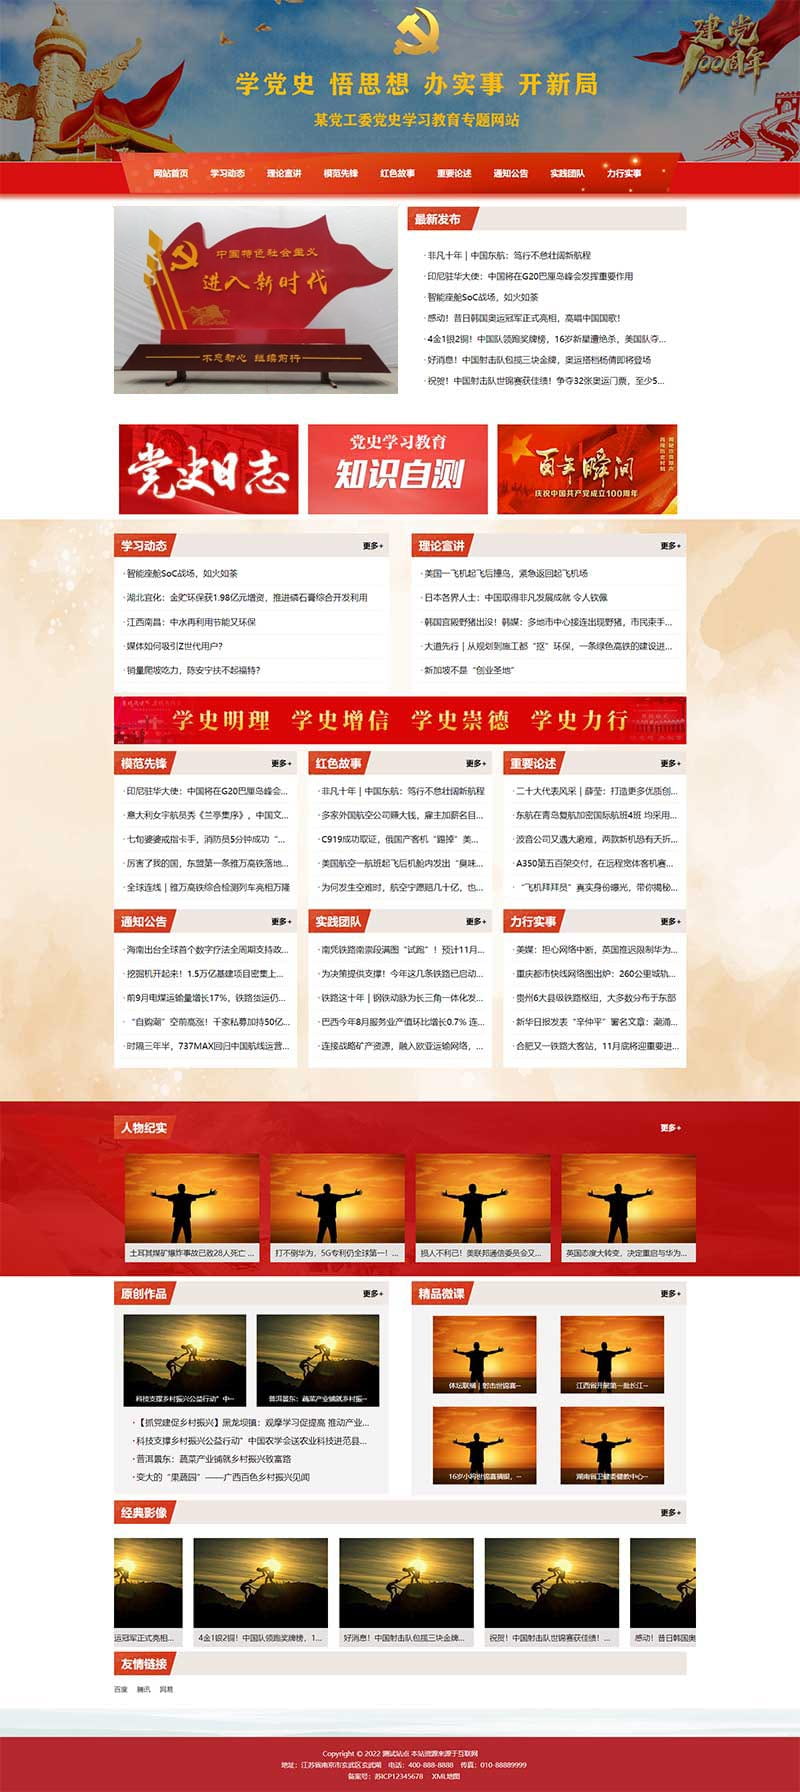 建党
100周年
学党史 悟思想 办实事 开新局
某党工委党史学习教育专题网站
网站首页 学习动态 理论宣讲 模范先锋 红色故事 重要论述 通知公告 实践团队 力行实事
中国特色社会主义
进入新时代
不忘初心 继续前行
最新发布
· 非凡十年 | 中国东航：笃行不怠壮阔新航程
· 印尼驻华大使：中国将在G20巴厘岛峰会发挥重要作用
· 智能座舱SoC战场，如火如荼
· 感动！昔日韩国奥运冠军正式亮相，高唱中国国歌！
· 4金1银2铜！中国队领跑奖牌榜，16岁新星遭绝杀，美国队夺...
· 好消息！中国射击队包揽三块金牌，奥运搭档杨倩即将登场
· 祝贺！中国射击队世锦赛获佳绩！争夺32张奥运门票，至少5...
党史日志
党史学习教育
知识自测
百年瞬间
庆祝中国共产党成立100周年
学习动态 更多+
· 智能座舱SoC战场，如火如荼
· 湖北宜化：金贮环保获1.98亿元增资，推进磷石膏综合开发利用
· 江西南昌：中水再利用节能又环保
· 媒体如何吸引Z世代用户？
· 销量爬坡吃力，陈安宁扶不起福特？
理论宣讲 更多+
· 美国一飞机起飞后撞鸟，紧急返回起飞机场
· 日本各界人士：中国取得非凡发展成就 令人钦佩
· 韩国宫殿野猪出没！韩媒：多地市中心接连出现野猪，市民束手...
· 大道先行 | 从规划到施工都“抠”环保，一条绿色高铁的建设进...
· 新加坡不是“创业圣地”
学史明理 学史增信 学史崇德 学史力行
模范先锋 更多+
· 印尼驻华大使：中国将在G20巴厘岛峰会...
· 意大利女宇航员秀《兰亭集序》，中国文...
· 七旬婆婆戒指卡手，消防员5分钟成功“...
· 厉害了我的国，东盟第一条雅万高铁落地...
· 全球连线 | 雅万高铁综合检测列车亮相万隆
红色故事 更多+
· 非凡十年 | 中国东航：笃行不怠壮阔新航程
· 多家外国航空公司赚大钱，雇主加薪名目...
· C919成功取证，俄国产客机“踢掉”美...
· 美国航空一航班起飞后机舱内发出“臭味...
· 为何发生空难时，航空宁愿赔几十亿，也...
重要论述 更多+
· 二十大代表风采 | 薛莹：打造更多优质创...
· 东航在青岛复航加密国际航班4班 均采用...
· 波音公司又遇大磨难，两款新机恐有夭折...
· A350第五百架交付，在远程宽体客机赛...
· “飞机拜拜员”真实身份曝光，带你揭秘...
通知公告 更多+
· 海南出台全球首个数字疗法全周期支持政...
· 挖掘机开起来！1.5万亿基建项目密集上...
· 前9月电煤运输量增长17%，铁路货运仍...
· “自购潮”空前高涨！千家私募加持50亿...
· 时隔三年半，737MAX回归中国航线运营...
实践团队 更多+
· 南凭铁路南崇段满图“试跑”！预计11月...
· 为决策提供支撑！今年这几条铁路已启动...
· 铁路这十年 | 钢铁动脉为长三角一体化发...
· 巴西今年8月服务业产值环比增长0.7% 连...
· 连接战略矿产资源，融入欧亚运输网络，...
力行实事 更多+
· 美媒：担心网络中断，英国推迟限制华为...
· 重庆都市快线网络图出炉：260公里城轨...
· 贵州6大县级铁路枢纽，大多数分布于东部
· 新华日报发表“辛仲平”署名文章：潮涌...
· 合肥又一铁路大客站，11月底将迎重要进...
人物纪实 更多+
土耳其煤矿爆炸事故已致28人死亡 ...
打不倒华为，5G专利仍全球第一！...
损人不利己！美联邦通信委员会又...
英国态度大转变，决定重启与华为...
原创作品 更多+
科技支撑乡村振兴公益行动”中···
普洱景东：蔬菜产业铺就乡村振···
· 【抓党建促乡村振兴】黑龙坝镇：观摩学习促提高 推动产业...
· 科技支撑乡村振兴公益行动”中国农学会送农业科技进范县...
· 普洱景东：蔬菜产业铺就乡村振兴致富路
· 变大的“果蔬园”——广西百色乡村振兴见闻
精品微课 更多+
体坛联播 | 射击世锦赛···
江西省开展第一批长江···
16岁小将世锦赛摘银，···
湖南省卫健委健教中心···
经典影像 更多+
运冠军正式亮相...
4金1银2铜！中国队领跑奖牌榜，1...
好消息！中国射击队包揽三块金牌...
祝贺！中国射击队世锦赛获佳绩！...
感动！昔日韩国奥
友情链接
百度 腾讯 网易
Copyright © 2022 测试站点 本站资源来源于互联网
地址：江苏省南京市玄武区玄武湖 电话：400-888-8888 传真：010-88889999
备案号：苏ICP12345678 XML地图